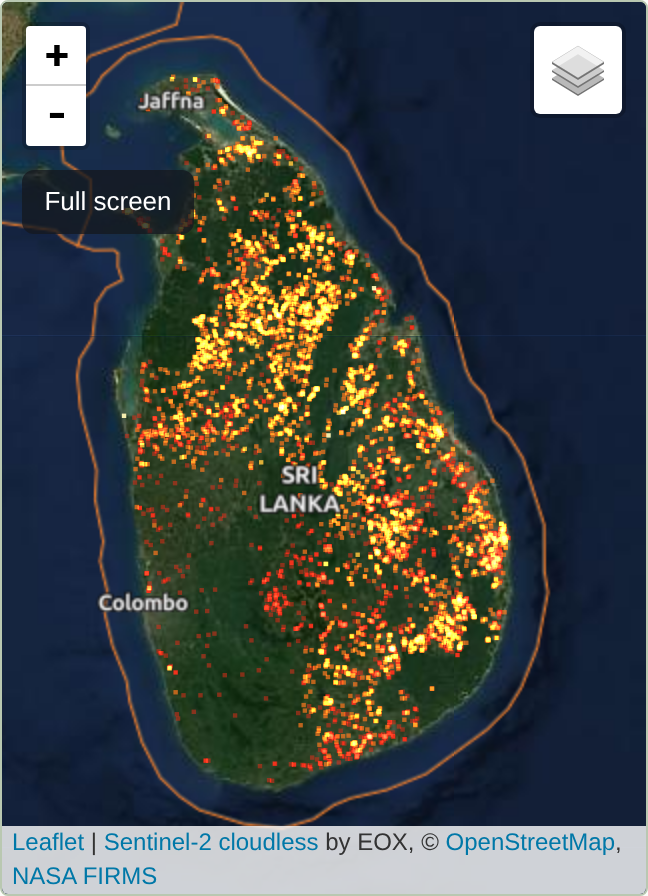 +
Jaffna
-
Full screen
SRI
LANKA
Colombo
Leaflet | Sentinel-2 cloudless by EOX, © OpenStreetMap,
NASA FIRMS